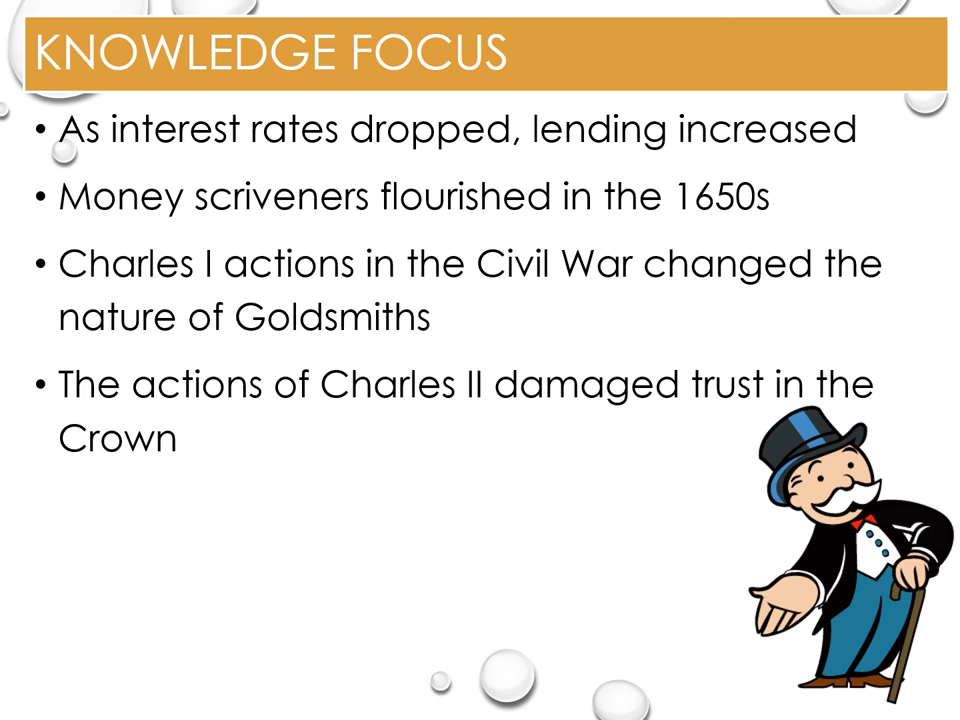 KNOWLEDGE FOCUS
• As interest rates dropped, lending increased
• Money scriveners flourished in the 1650s
• Charles I actions in the Civil War changed the
nature of Goldsmiths
• The actions of Charles II damaged trust in the
Crown